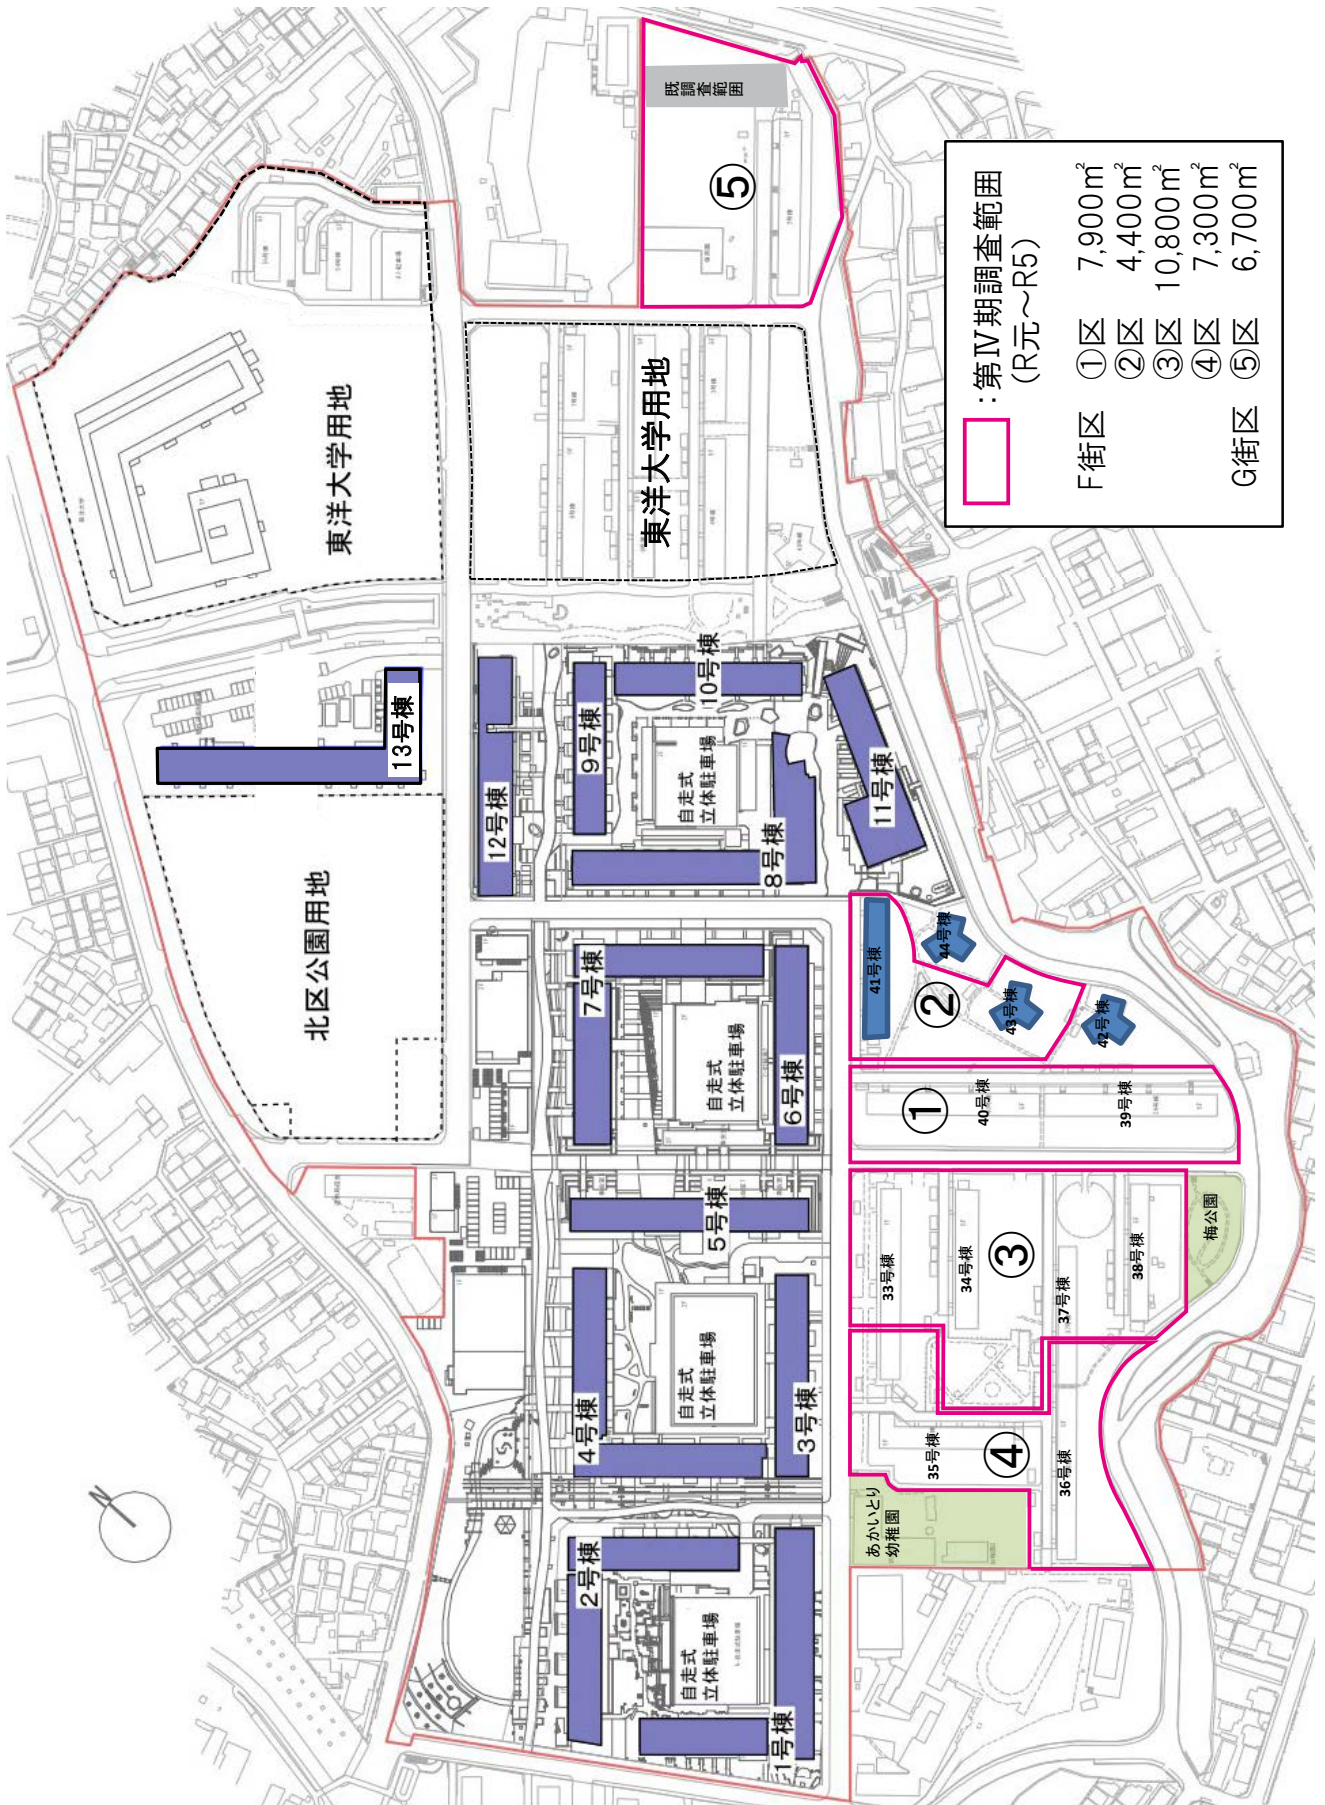 :第Ⅳ期調査範囲
(R元～R5)
F街区 ①区 7,900㎡
②区 4,400㎡
③区 10,800㎡
④区 7,300㎡
G街区 ⑤区 6,700㎡
N
北区公園用地
東洋大学用地
東洋大学用地
既調査範囲
⑤
13号棟
12号棟
9号棟
10号棟
自走式
立体駐車場
8号棟
11号棟
7号棟
自走式
立体駐車場
6号棟
5号棟
4号棟
自走式
立体駐車場
3号棟
2号棟
自走式
立体駐車場
1号棟
41号棟
44号棟
②
43号棟
42号棟
①
40号棟
39号棟
33号棟
34号棟
③
37号棟
38号棟
梅公園
35号棟
④
36号棟
あかいとり
幼稚園